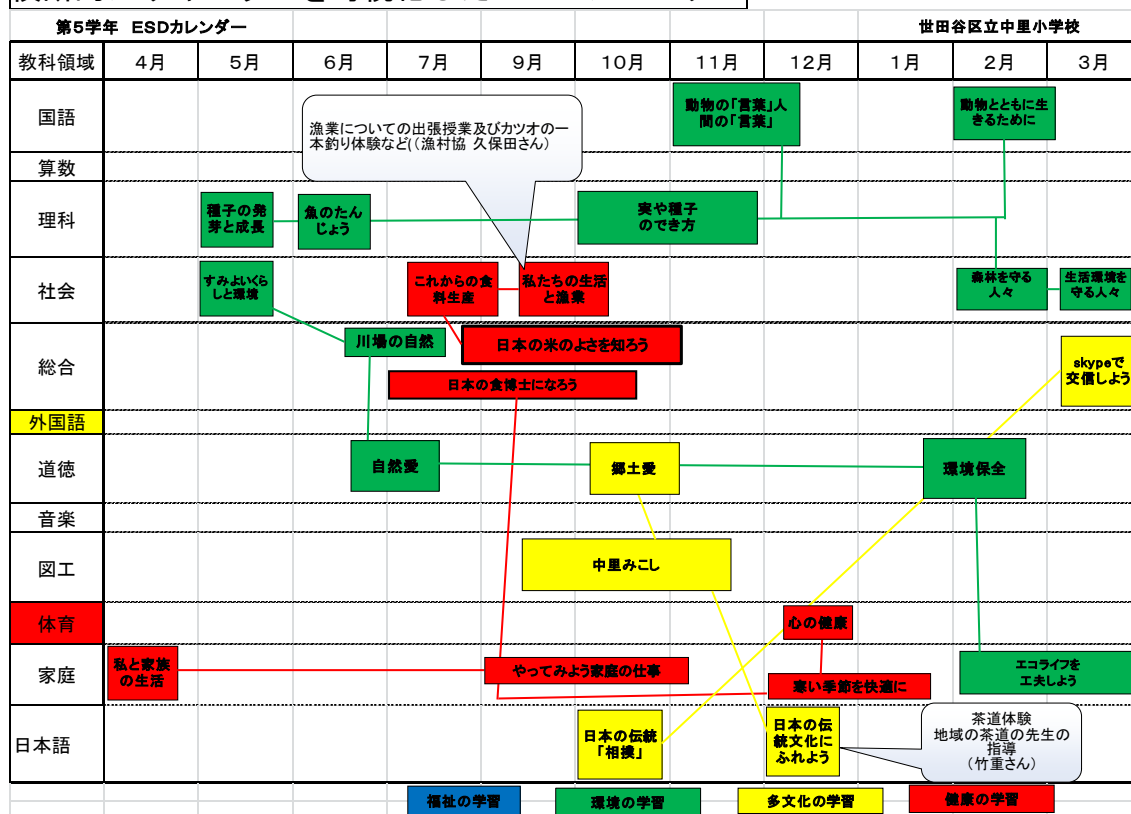 第5学年 ESDカレンダー
世田谷区立中里小学校
教科領域 4月 5月 6月 7月 9月 10月 11月 12月 1月 2月 3月
国語
動物の「言葉」人
間の「言葉」
動物とともに生
きるために
漁業についての出張授業及びカツオの一
本釣り体験など((漁村協 久保田さん)
算数
理科
種子の発
芽と成長
魚のたん
じょう
実や種子
のでき方
社会
すみよいくら
しと環境
これからの食
料生産
私たちの生活
と漁業
森林を守る
人々
生活環境を
守る人々
総合
川場の自然
日本の米のよさを知ろう
日本の食博士になろう
skypeで
交信しよう
外国語
道徳
自然愛
郷土愛
環境保全
音楽
図工
中里みこし
体育
心の健康
家庭
私と家族
の生活
やってみよう家庭の仕事
寒い季節を快適に
エコライフを
工夫しよう
日本語
日本の伝統
「相撲」
日本の伝
統文化に
ふれよう
茶道体験
地域の茶道の先生の
指導
(竹重さん)
福祉の学習 環境の学習 多文化の学習 健康の学習